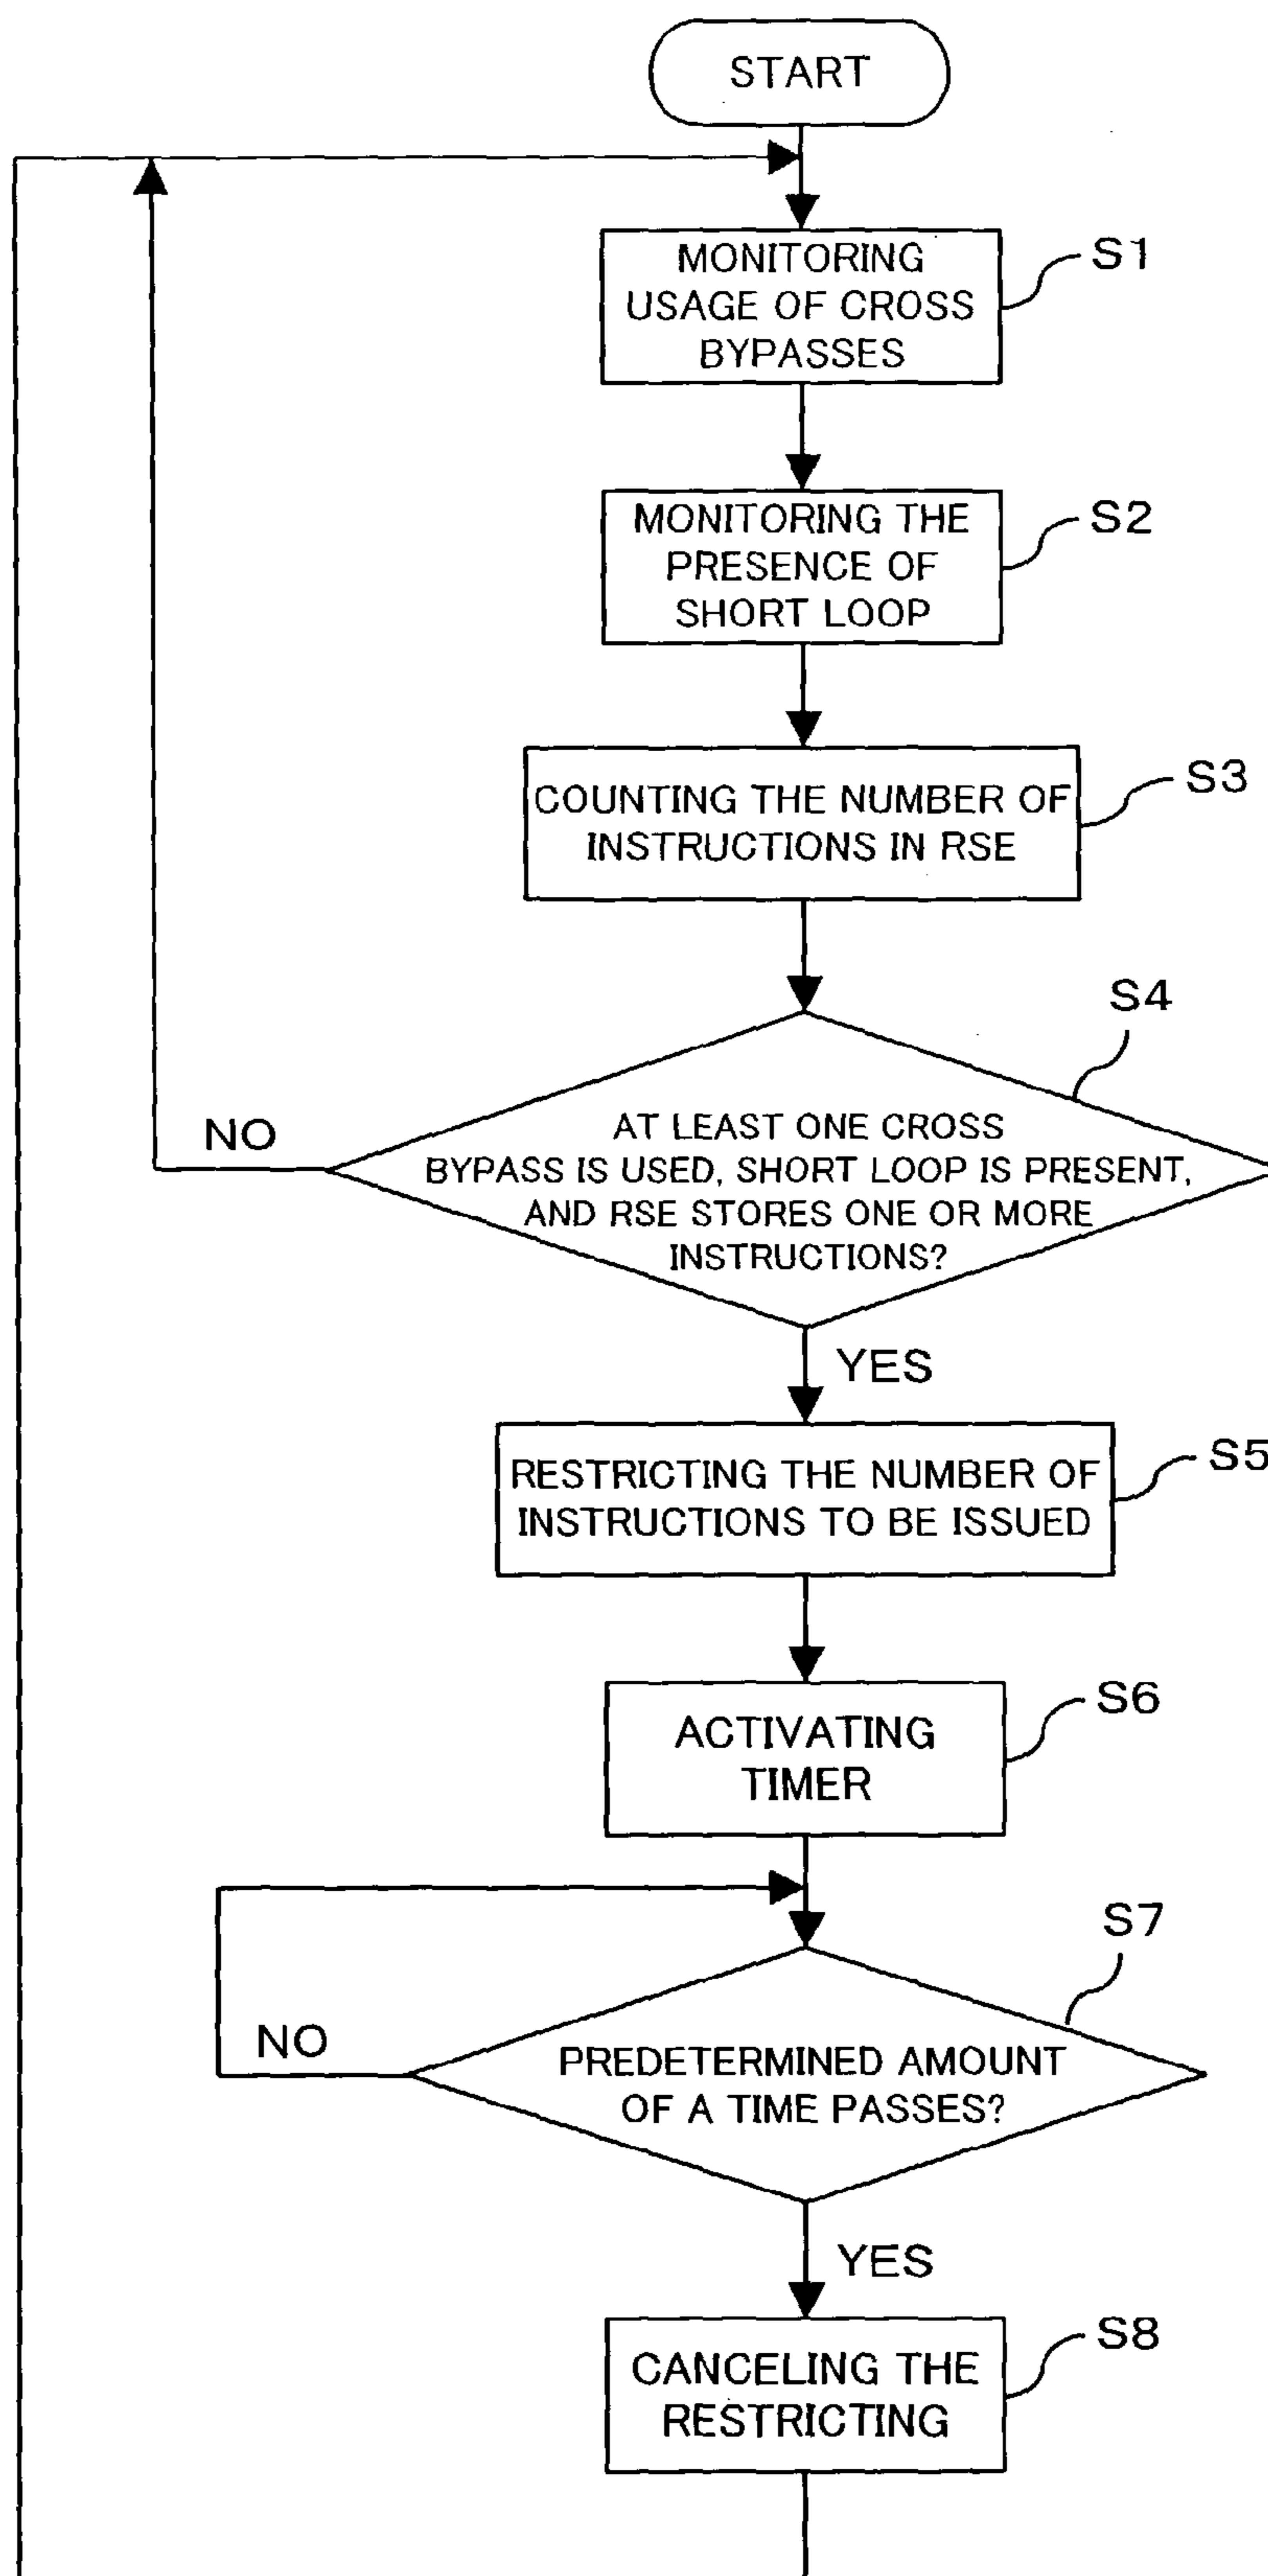 START
MONITORING
USAGE OF CROSS
BYPASSES
S1
MONITORING THE
PRESENCE OF
SHORT LOOP
S2
COUNTING THE NUMBER OF
INSTRUCTIONS IN RSE
S3
S4
NO
AT LEAST ONE CROSS
BYPASS IS USED, SHORT LOOP IS PRESENT,
AND RSE STORES ONE OR MORE
INSTRUCTIONS?
YES
RESTRICTING THE NUMBER OF
INSTRUCTIONS TO BE ISSUED
S5
ACTIVATING
TIMER
S6
S7
NO
PREDETERMINED AMOUNT
OF A TIME PASSES?
YES
CANCELING THE
RESTRICTING
S8